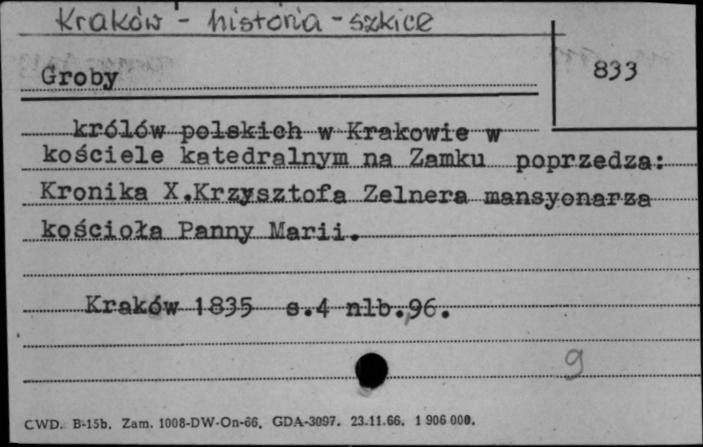 Kraków - historia - szkice
Groby
833
królów polskich w Krakowie w
kościele katedralnym na Zamku poprzedza:
Kronika X.Krzysztofa Zelnera mansyonarza
kościoła Panny Marii.
Kraków 1835 s.4 nlb.96.
9
CWD. B-15b. Zam. 1008-DW-On-66. GDA-3097. 23.11.66. 1 906 000.